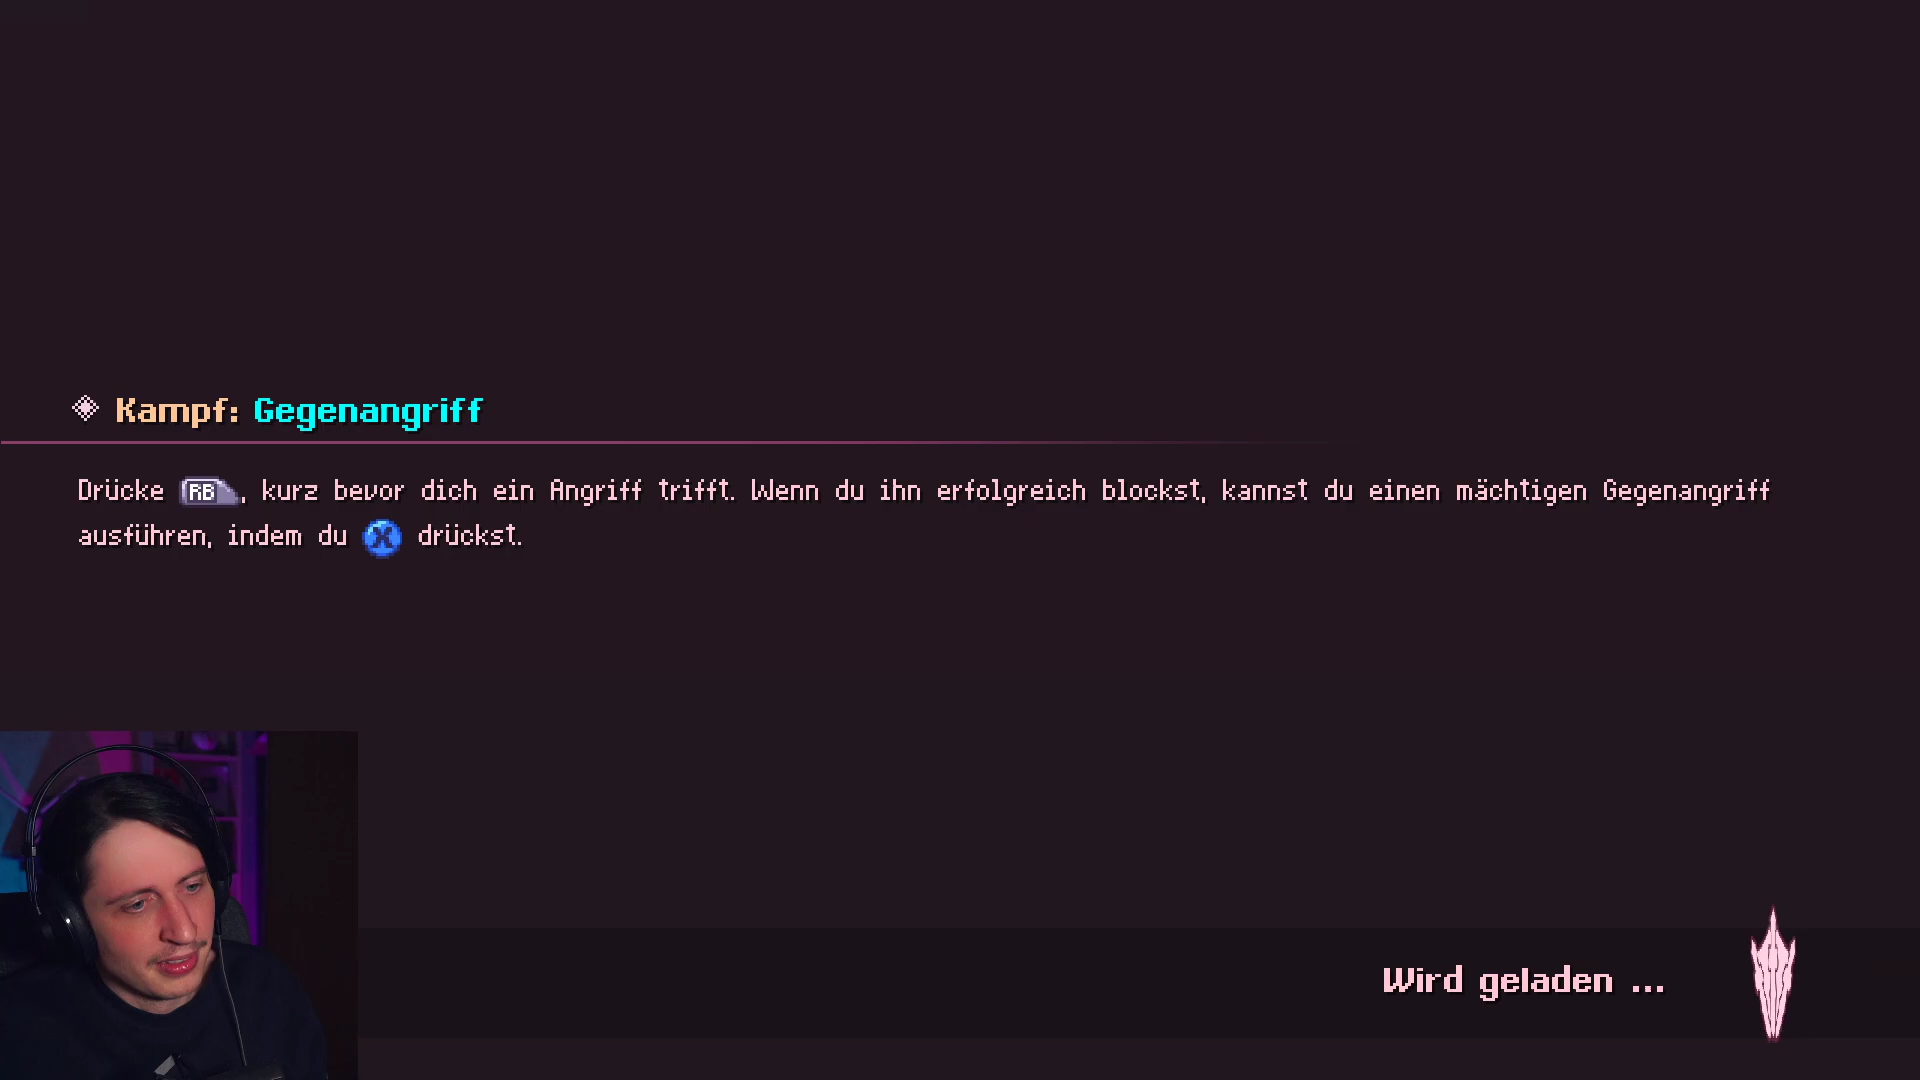 Kampf: Gegenangriff
Drücke RB, kurz bevor dich ein Angriff trifft. Wenn du ihn erfolgreich blockst, kannst du einen mächtigen Gegenangriff
ausführen, indem du X drückst.
Wird geladen ...